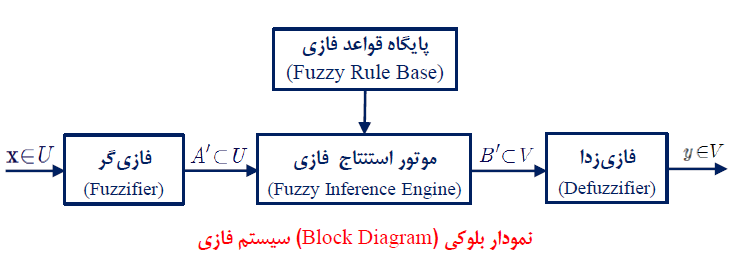 پایگاه قواعد فازی
(Fuzzy Rule Base)
x∈U
فازی‌گر
(Fuzzifier)
A′⊂U
موتور استنتاج فازی
(Fuzzy Inference Engine)
B′⊂V
فازی‌زدا
(Defuzzifier)
y∈V
نمودار بلوکی (Block Diagram) سیستم فازی